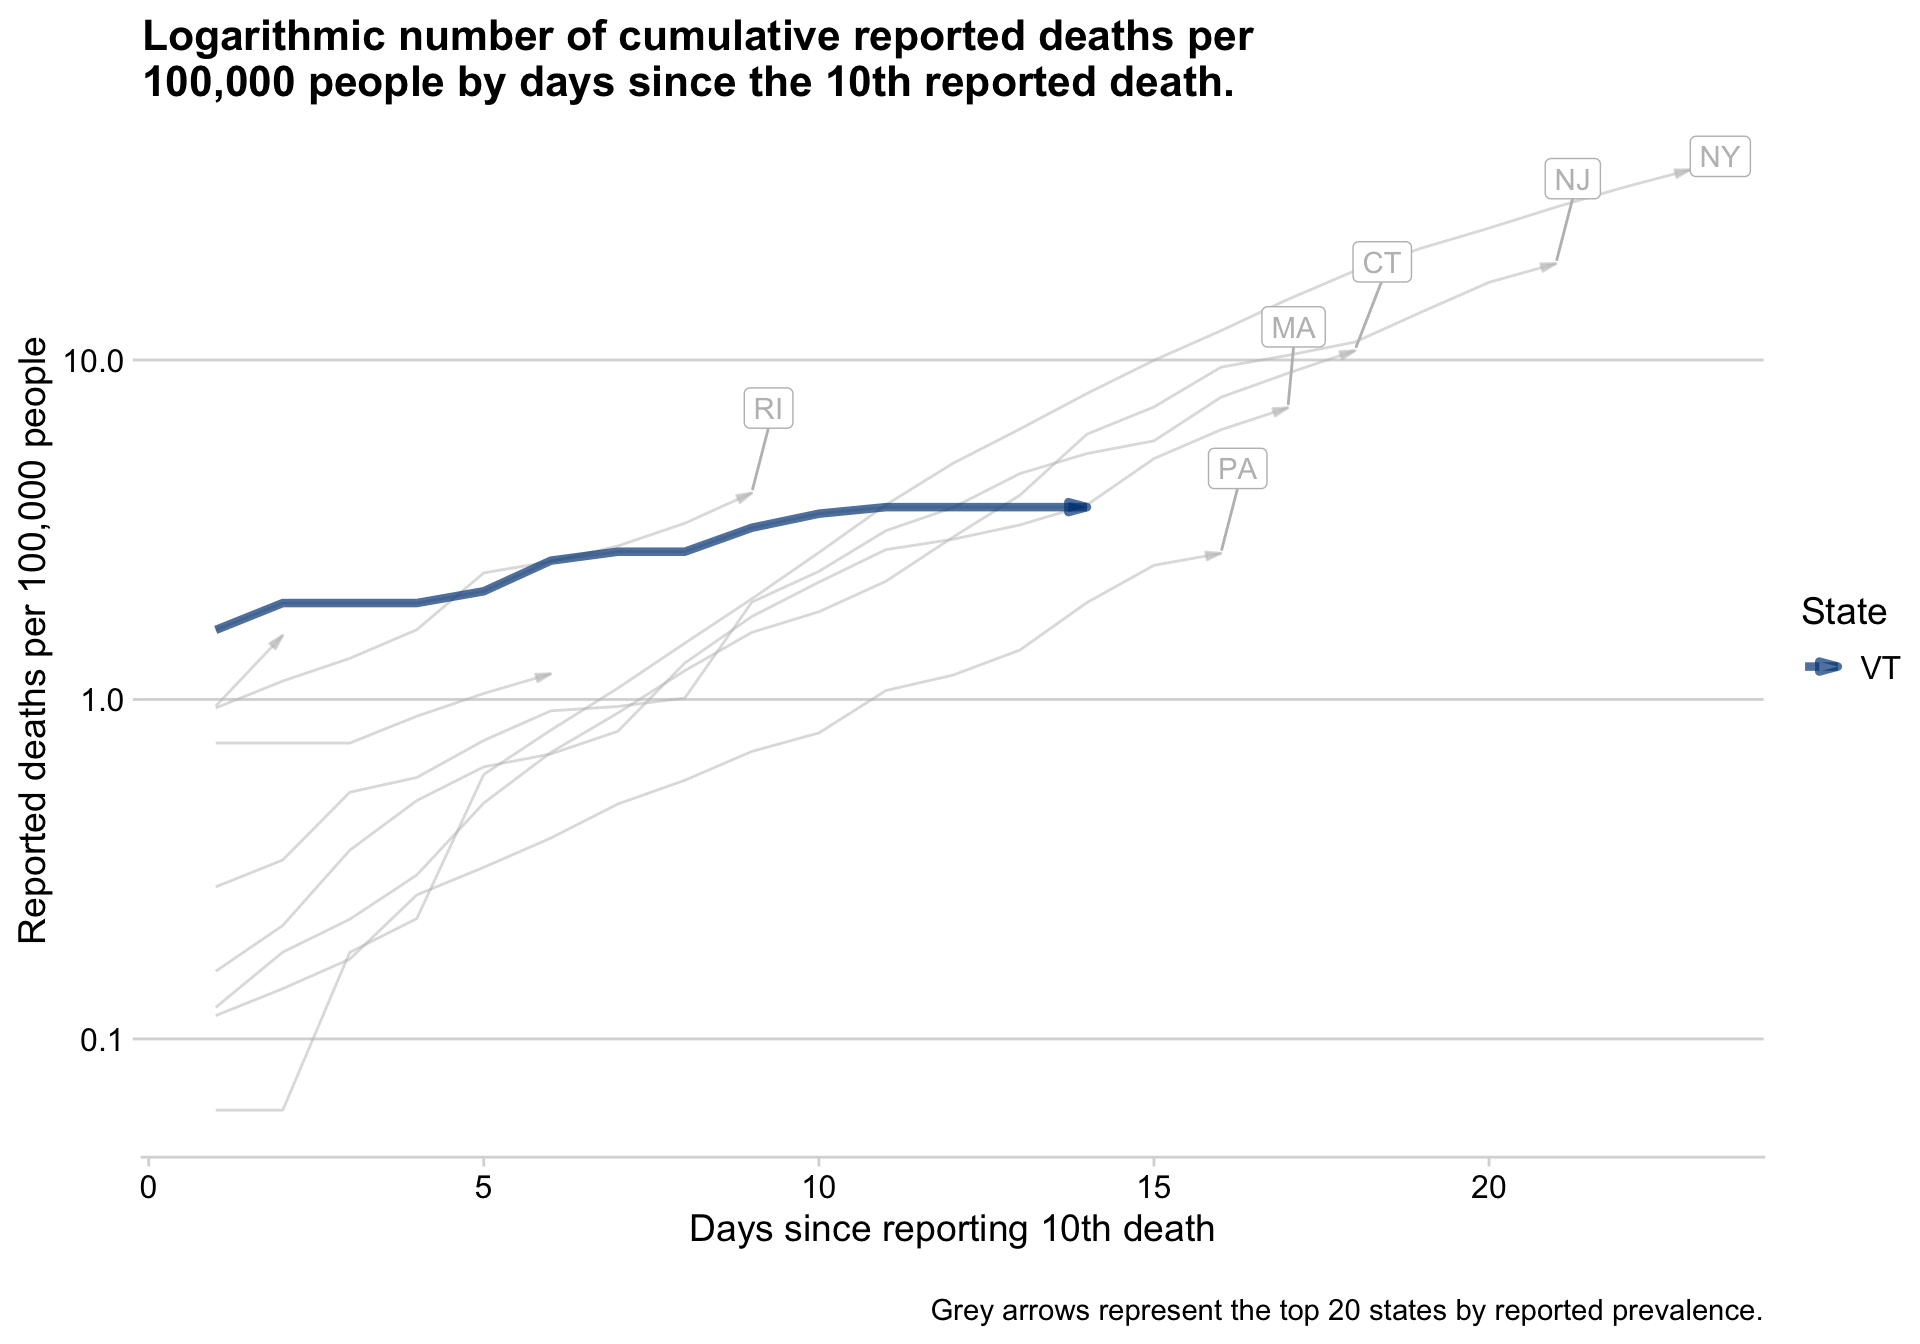 Logarithmic number of cumulative reported deaths per
100,000 people by days since the 10th reported death.
NY
NJ
CT
MA
RI
PA
10.0
1.0
0.1
Reported deaths per 100,000 people
State
VT
0 5 10 15 20
Days since reporting 10th death
Grey arrows represent the top 20 states by reported prevalence.